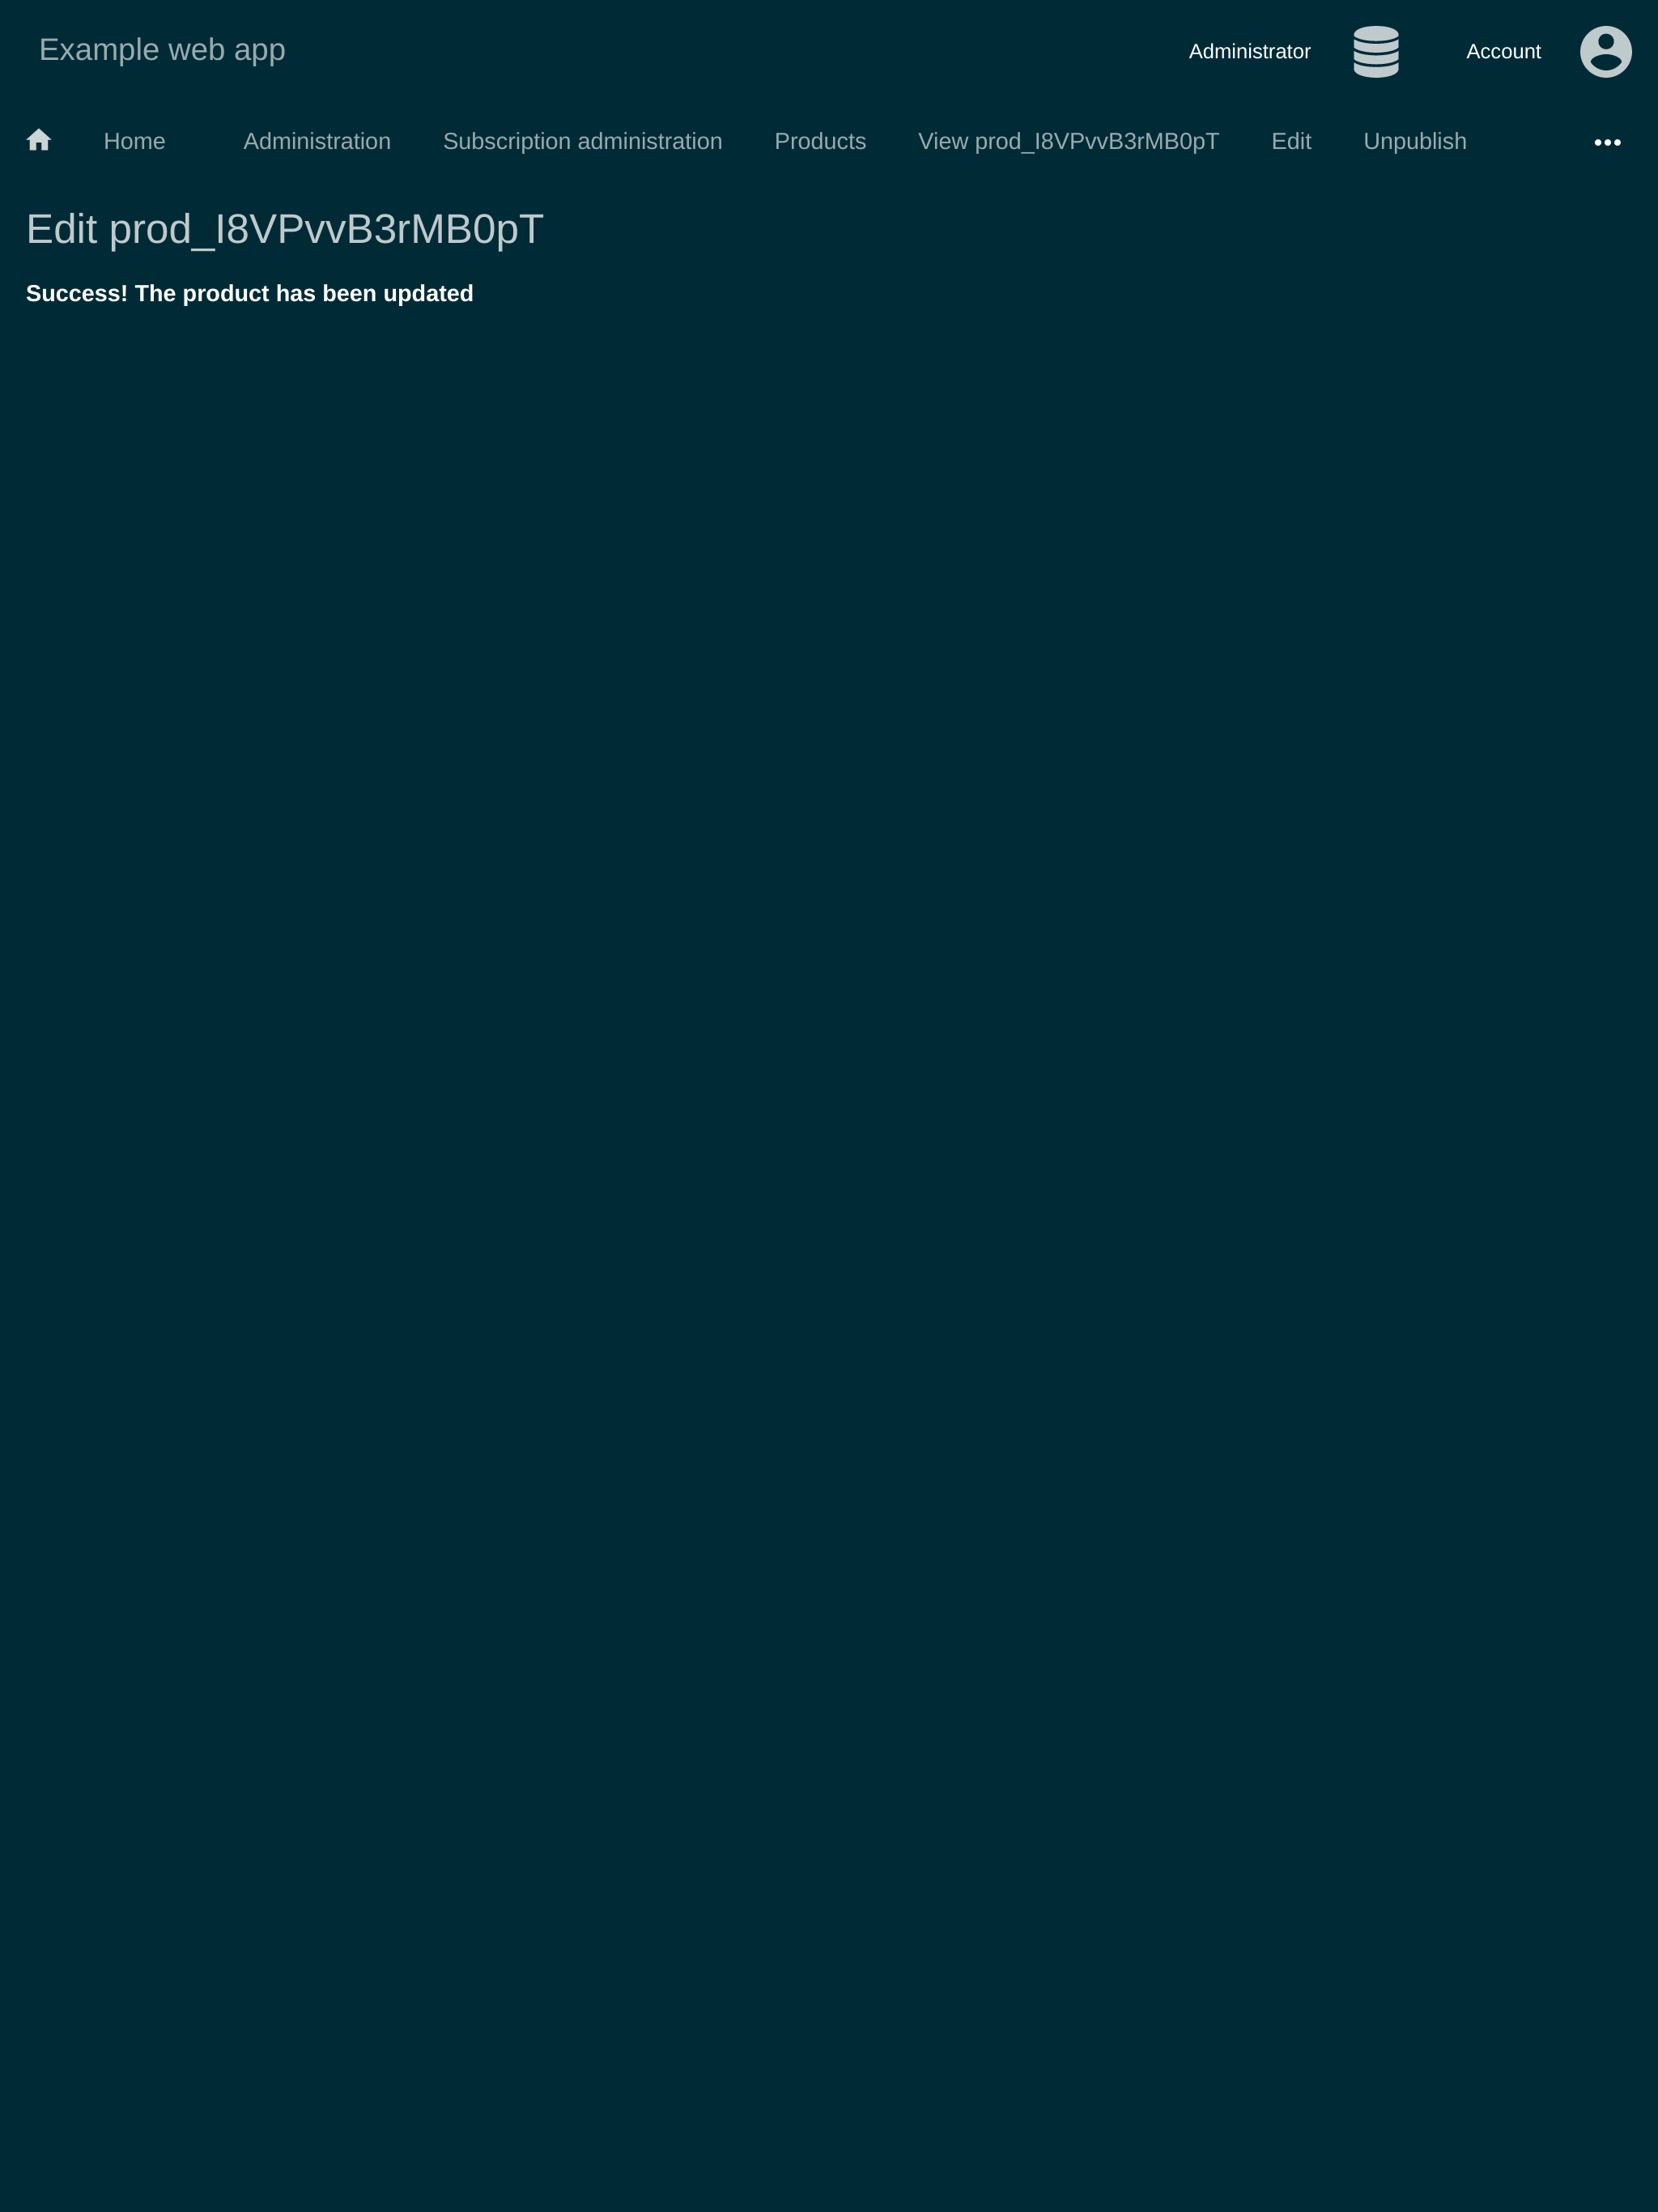 Example web app
Administrator
Account
Home
Administration
Subscription administration
Products
View prod_I8VPvvB3rMB0pT
Edit
Unpublish
Edit prod_I8VPvvB3rMB0pT
Success! The product has been updated